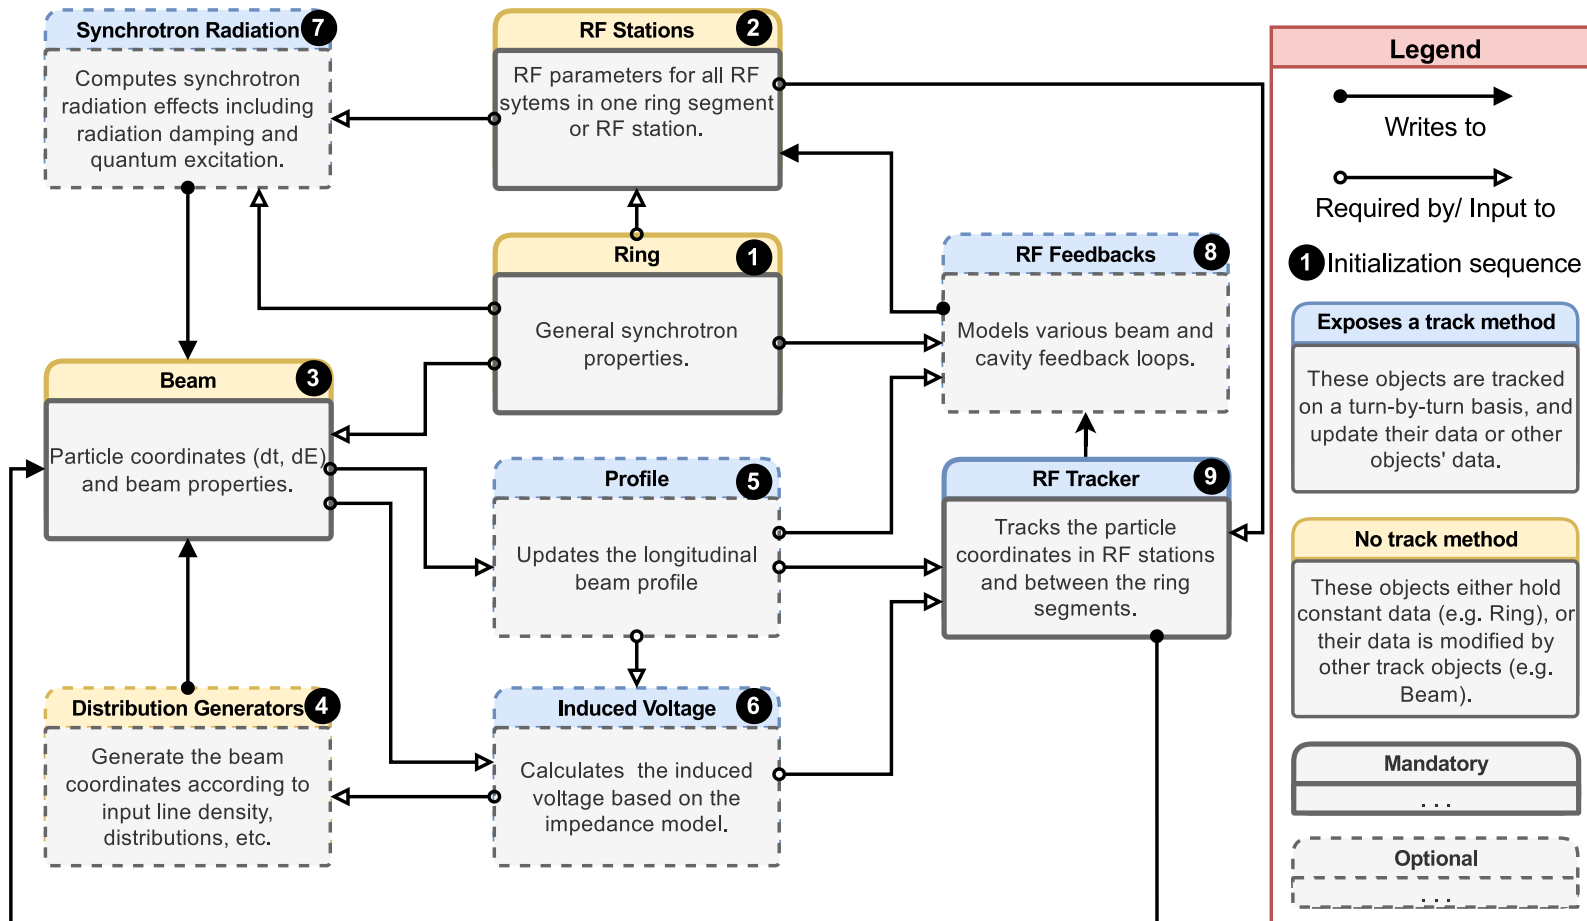 Synchrotron Radiation 7
Computes synchrotron
radiation effects including
radiation damping and
quantum excitation.
RF Stations 2
RF parameters for all RF
sytems in one ring segment
or RF station.
Ring 1
General synchrotron
properties.
RF Feedbacks 8
Models various beam and
cavity feedback loops.
Beam 3
Particle coordinates (dt, dE)
and beam properties.
Profile 5
Updates the longitudinal
beam profile
RF Tracker 9
Tracks the particle
coordinates in RF stations
and between the ring
segments.
Distribution Generators 4
Generate the beam
coordinates according to
input line density,
distributions, etc.
Induced Voltage 6
Calculates the induced
voltage based on the
impedance model.
Legend
Writes to
Required by/ Input to
1 Initialization sequence
Exposes a track method
These objects are tracked
on a turn-by-turn basis, and
update their data or other
objects' data.
No track method
These objects either hold
constant data (e.g. Ring), or
their data is modified by
other track objects (e.g.
Beam).
Mandatory
. . .
Optional
. . .